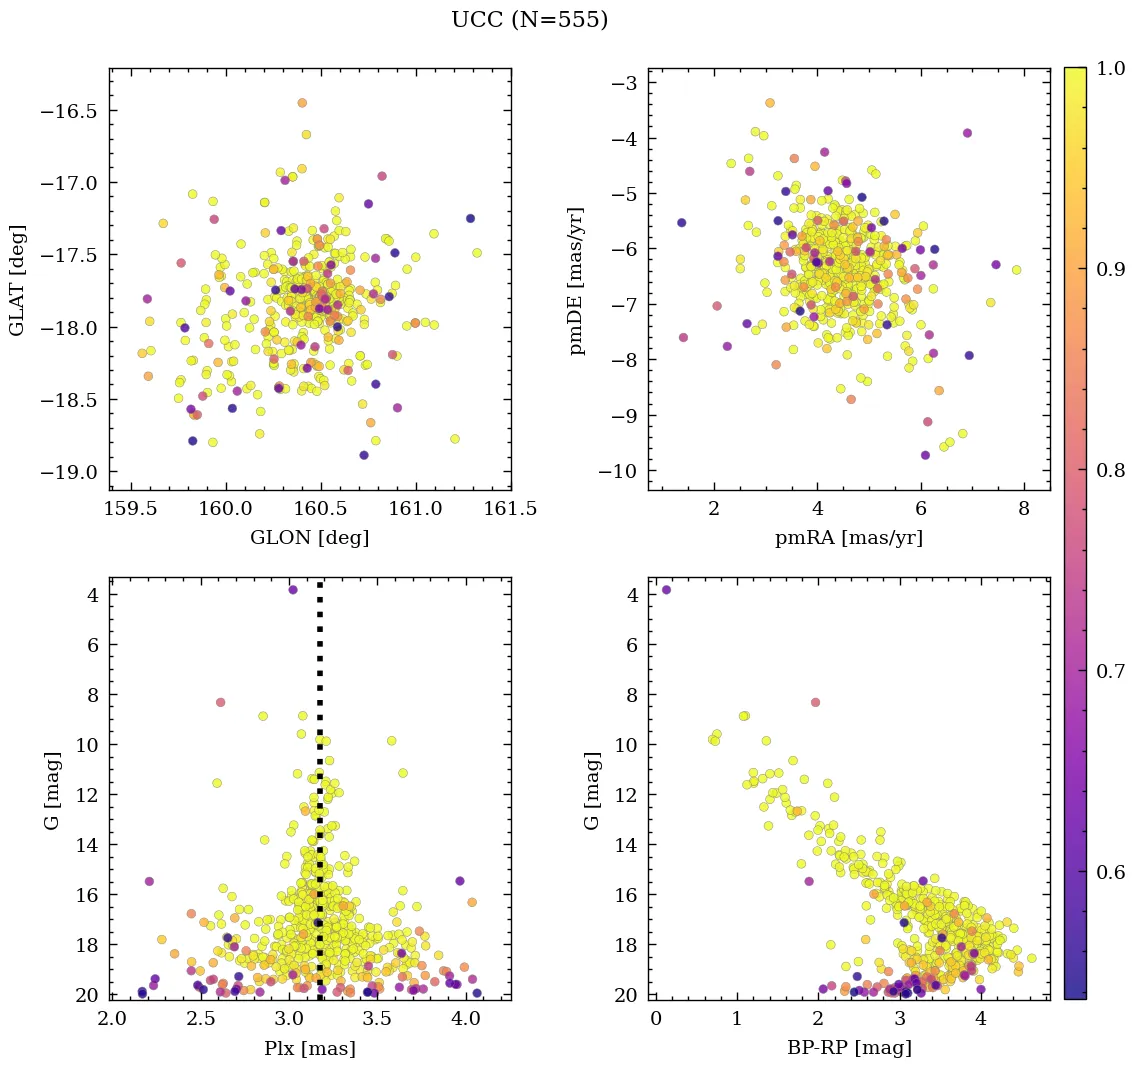 UCC (N=555)
−16.5
−17.0
−17.5
−18.0
−18.5
−19.0
GLAT [deg]
159.5 160.0 160.5 161.0 161.5
GLON [deg]
−3
−4
−5
−6
−7
−8
−9
−10
pmDE [mas/yr]
2 4 6 8
pmRA [mas/yr]
4
6
8
10
12
14
16
18
20
G [mag]
2.0 2.5 3.0 3.5 4.0
Plx [mas]
4
6
8
10
12
14
16
18
20
G [mag]
0 1 2 3 4
BP-RP [mag]
1.0
0.9
0.8
0.7
0.6